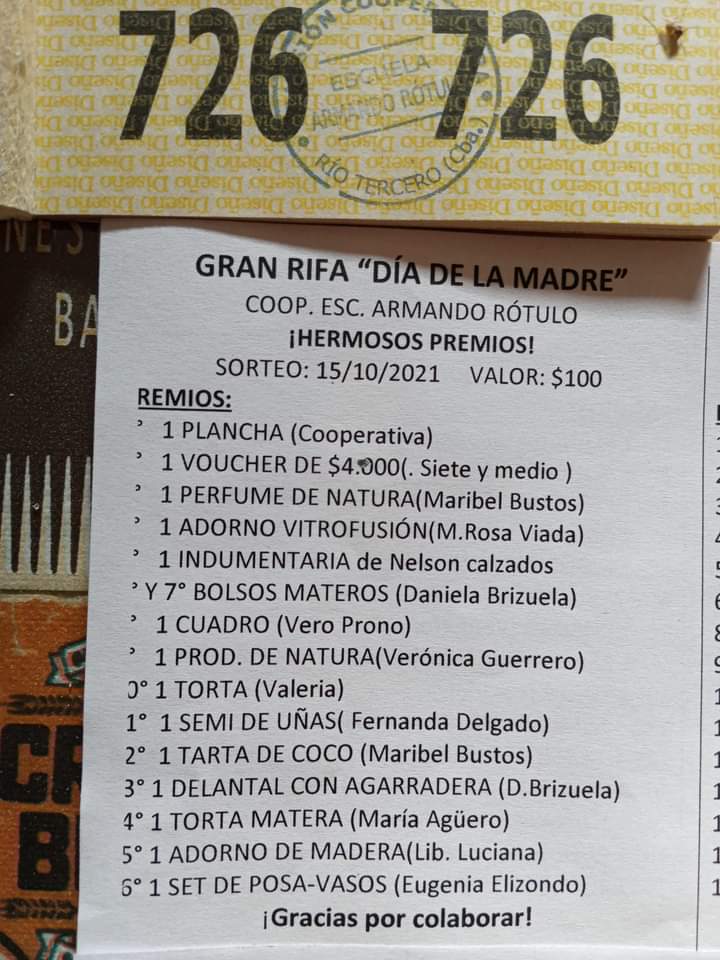 726 726
ESCUELA
ARMANDO RÓTULO
RÍO TERCERO (Cba.)
GRAN RIFA “DÍA DE LA MADRE”
COOP. ESC. ARMANDO RÓTULO
¡HERMOSOS PREMIOS!
SORTEO: 15/10/2021 VALOR: $100
REMIOS:
° 1 PLANCHA (Cooperativa)
° 1 VOUCHER DE $4.000(. Siete y medio )
° 1 PERFUME DE NATURA(Maribel Bustos)
° 1 ADORNO VITROFUSIÓN(M.Rosa Viada)
° 1 INDUMENTARIA de Nelson calzados
° Y 7° BOLSOS MATEROS (Daniela Brizuela)
° 1 CUADRO (Vero Prono)
° 1 PROD. DE NATURA(Verónica Guerrero)
0° 1 TORTA (Valeria)
1° 1 SEMI DE UÑAS( Fernanda Delgado)
2° 1 TARTA DE COCO (Maribel Bustos)
3° 1 DELANTAL CON AGARRADERA (D.Brizuela)
4° 1 TORTA MATERA (María Agüero)
5° 1 ADORNO DE MADERA(Lib. Luciana)
6° 1 SET DE POSA-VASOS (Eugenia Elizondo)
¡Gracias por colaborar!